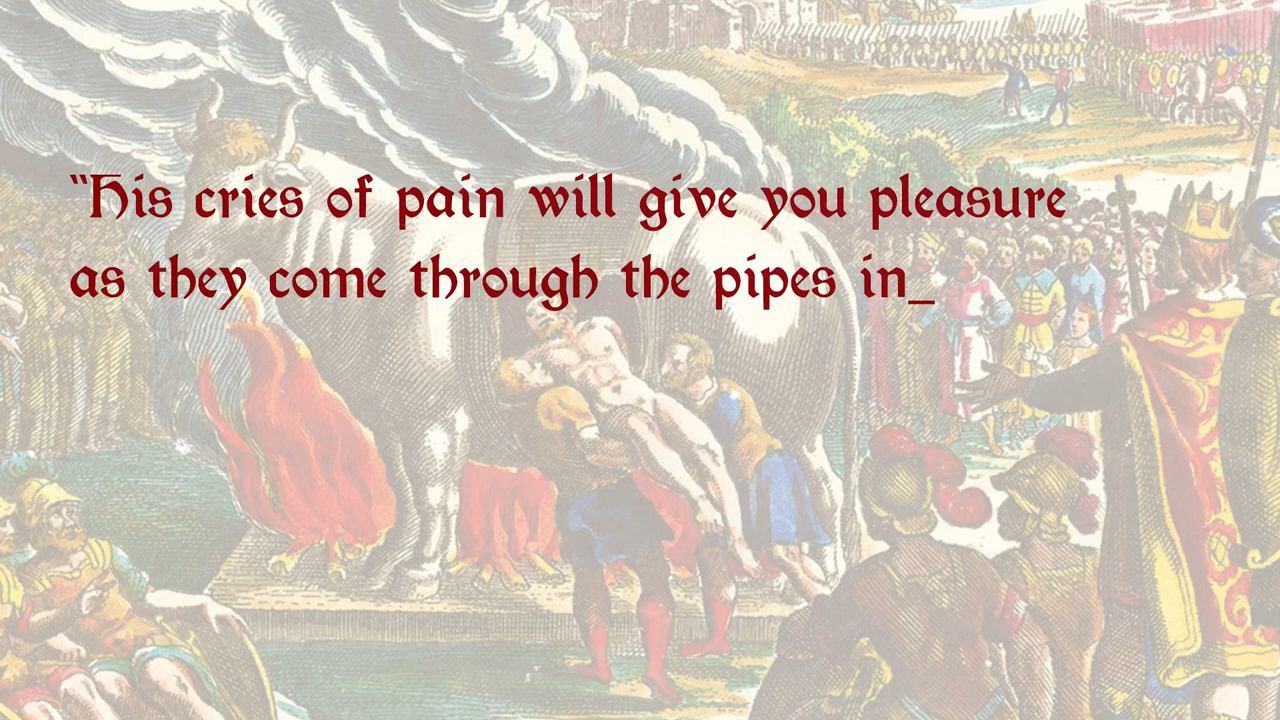 “His cries of pain will give you pleasure
as they come through the pipes in_